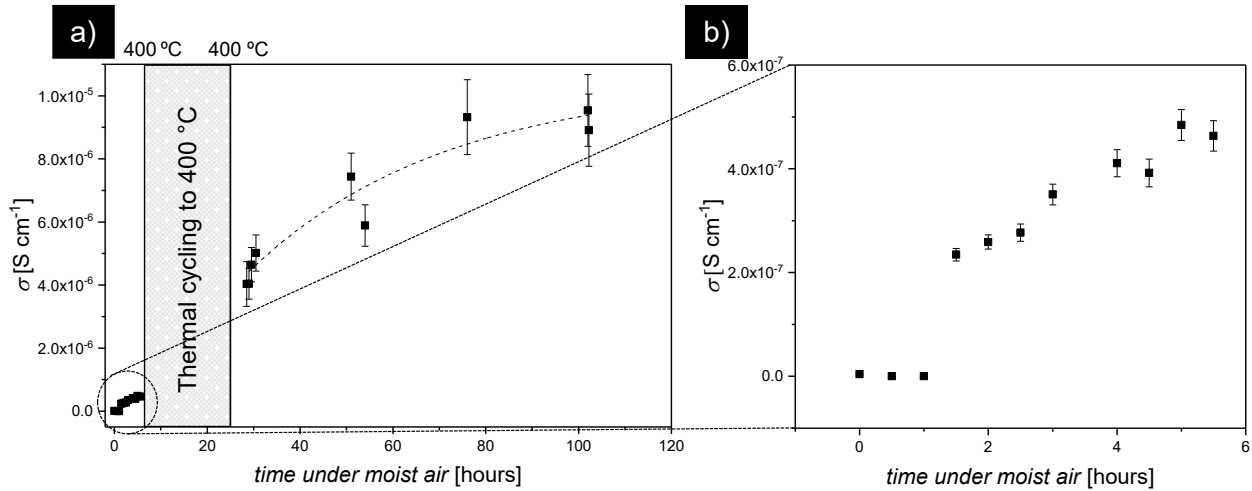 a)
400 ºC 400 ºC
1.0x10⁻⁵
8.0x10⁻⁶
6.0x10⁻⁶
4.0x10⁻⁶
2.0x10⁻⁶
0.0
σ [S cm⁻¹]
Thermal cycling to 400 °C
0 20 40 60 80 100 120
time under moist air [hours]
b)
6.0x10⁻⁷
4.0x10⁻⁷
2.0x10⁻⁷
0.0
σ [S cm⁻¹]
0 2 4 6
time under moist air [hours]